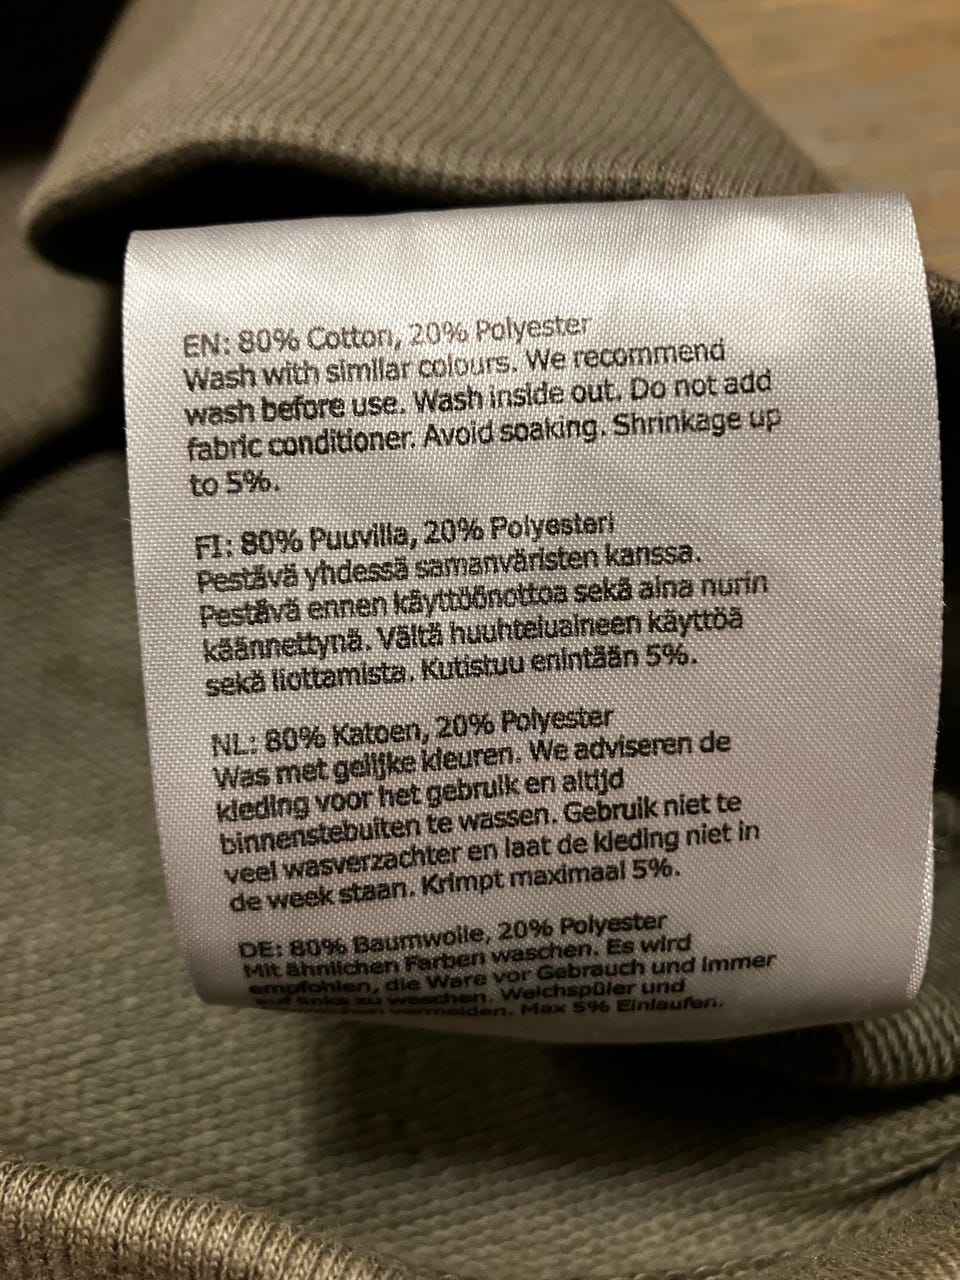 EN: 80% Cotton, 20% Polyester
Wash with similar colours. We recommend
wash before use. Wash inside out. Do not add
fabric conditioner. Avoid soaking. Shrinkage up
to 5%.
FI: 80% Puuvilla, 20% Polyesteri
Pestävä yhdessä samanväristen kanssa.
Pestävä ennen käyttöönottoa sekä aina nurin
käännettynä. Vältä huuhteluaineen käyttöä
sekä liottamista. Kutistuu enintään 5%.
NL: 80% Katoen, 20% Polyester
Was met gelijke kleuren. We adviseren de
kleding voor het gebruik en altijd
binnenstebuiten te wassen. Gebruik niet te
veel wasverzachter en laat de kleding niet in
de week staan. Krimpt maximaal 5%.
DE: 80% Baumwolle, 20% Polyester
Mit ähnlichen Farben waschen. Es wird
empfohlen, die Ware vor Gebrauch und immer
auf links zu waschen. Weichspüler und
vermeiden. Max 5% Einlaufen.